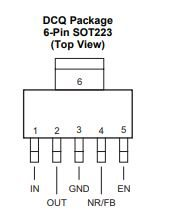 DCQ Package
6-Pin SOT223
(Top View)
6
1 2 3 4 5
IN GND EN
OUT NR/FB